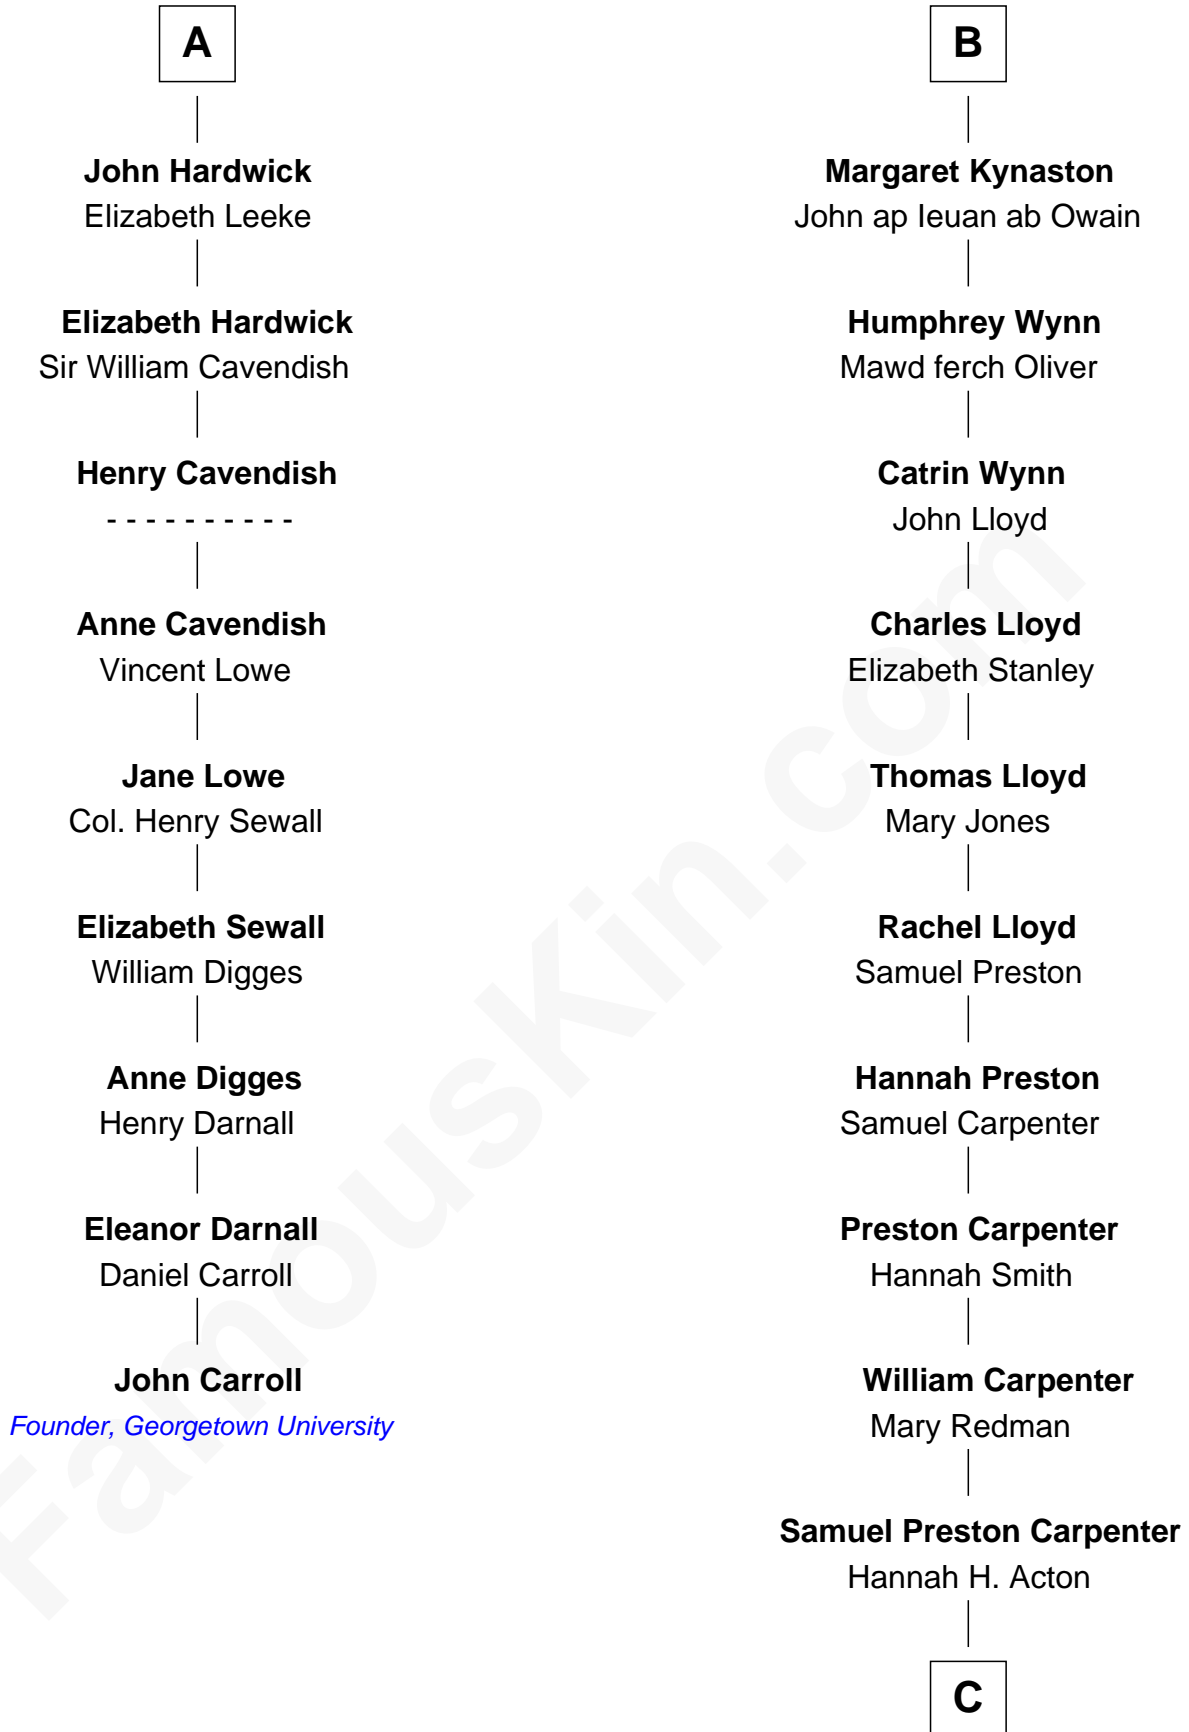 A
John Hardwick
Elizabeth Leeke
Elizabeth Hardwick
Sir William Cavendish
Henry Cavendish
- - - - - - - - - -
Anne Cavendish
Vincent Lowe
Jane Lowe
Col. Henry Sewall
Elizabeth Sewall
William Digges
Anne Digges
Henry Darnall
Eleanor Darnall
Daniel Carroll
John Carroll
Founder, Georgetown University
B
Margaret Kynaston
John ap Ieuan ab Owain
Humphrey Wynn
Mawd ferch Oliver
Catrin Wynn
John Lloyd
Charles Lloyd
Elizabeth Stanley
Thomas Lloyd
Mary Jones
Rachel Lloyd
Samuel Preston
Hannah Preston
Samuel Carpenter
Preston Carpenter
Hannah Smith
William Carpenter
Mary Redman
Samuel Preston Carpenter
Hannah H. Acton
C
FamousKin.com